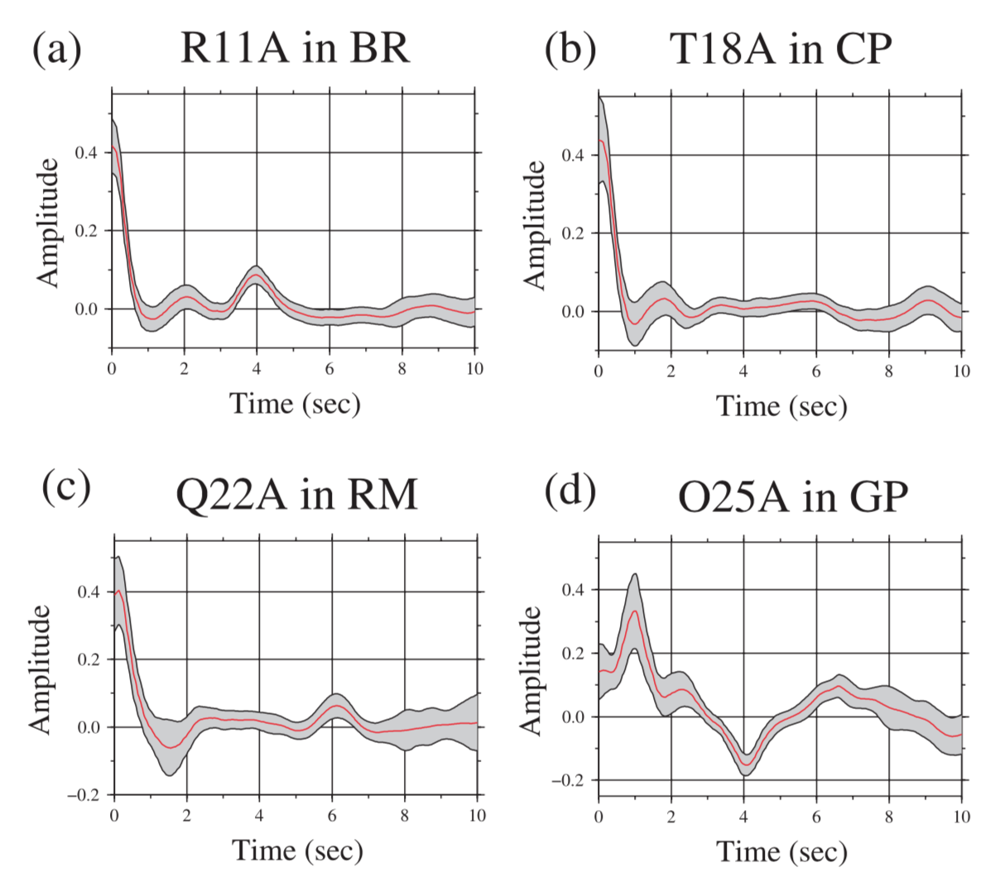 (a) R11A in BR
Amplitude
0.4
0.2
0.0
0 2 4 6 8 10
Time (sec)
(b) T18A in CP
Amplitude
0.4
0.2
0.0
0 2 4 6 8 10
Time (sec)
(c) Q22A in RM
Amplitude
0.4
0.2
0.0
−0.2
0 2 4 6 8 10
Time (sec)
(d) O25A in GP
Amplitude
0.4
0.2
0.0
−0.2
0 2 4 6 8 10
Time (sec)